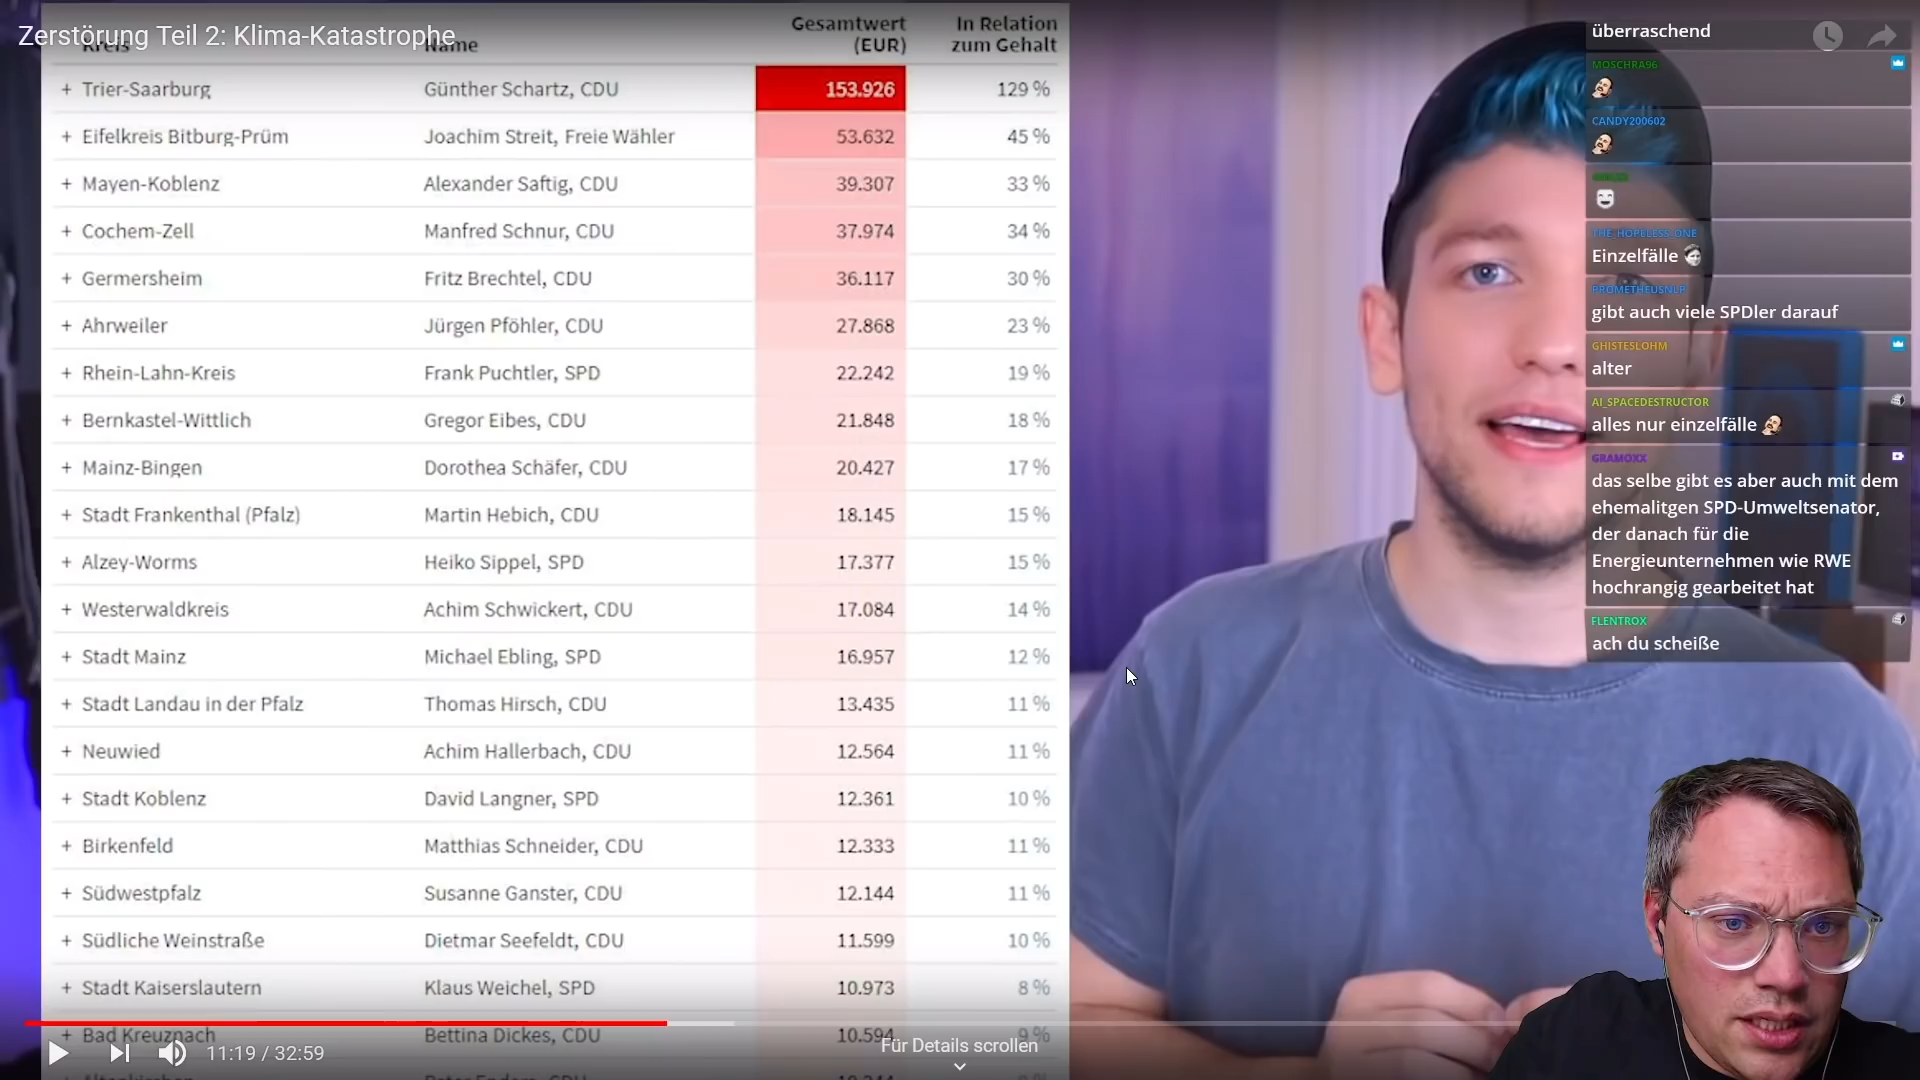 Zerstörung Teil 2: Klima-Katastrophe
Kreis Name Gesamtwert (EUR) In Relation zum Gehalt
+ Trier-Saarburg Günther Schartz, CDU 153.926 129 %
+ Eifelkreis Bitburg-Prüm Joachim Streit, Freie Wähler 53.632 45 %
+ Mayen-Koblenz Alexander Saftig, CDU 39.307 33 %
+ Cochem-Zell Manfred Schnur, CDU 37.974 34 %
+ Germersheim Fritz Brechtel, CDU 36.117 30 %
+ Ahrweiler Jürgen Pföhler, CDU 27.868 23 %
+ Rhein-Lahn-Kreis Frank Puchtler, SPD 22.242 19 %
+ Bernkastel-Wittlich Gregor Eibes, CDU 21.848 18 %
+ Mainz-Bingen Dorothea Schäfer, CDU 20.427 17 %
+ Stadt Frankenthal (Pfalz) Martin Hebich, CDU 18.145 15 %
+ Alzey-Worms Heiko Sippel, SPD 17.377 15 %
+ Westerwaldkreis Achim Schwickert, CDU 17.084 14 %
+ Stadt Mainz Michael Ebling, SPD 16.957 12 %
+ Stadt Landau in der Pfalz Thomas Hirsch, CDU 13.435 11 %
+ Neuwied Achim Hallerbach, CDU 12.564 11 %
+ Stadt Koblenz David Langner, SPD 12.361 10 %
+ Birkenfeld Matthias Schneider, CDU 12.333 11 %
+ Südwestpfalz Susanne Ganster, CDU 12.144 11 %
+ Südliche Weinstraße Dietmar Seefeldt, CDU 11.599 10 %
+ Stadt Kaiserslautern Klaus Weichel, SPD 10.973 8 %
+ Bad Kreuznach Bettina Dickes, CDU 10.594 9 %
11:19 / 32:59
Für Details scrollen
überraschend
MOSCHRA96
CANDY200602
THE_HOPELESS_ONE
Einzelfälle
PROMETHEUSNLP
gibt auch viele SPDler darauf
GHISTESLOHM
alter
AI_SPACEDESTRUCTOR
alles nur einzelfälle
GRAMOXX
das selbe gibt es aber auch mit dem
ehemalitgen SPD-Umweltsenator,
der danach für die
Energieunternehmen wie RWE
hochrangig gearbeitet hat
FLENTROX
ach du scheiße